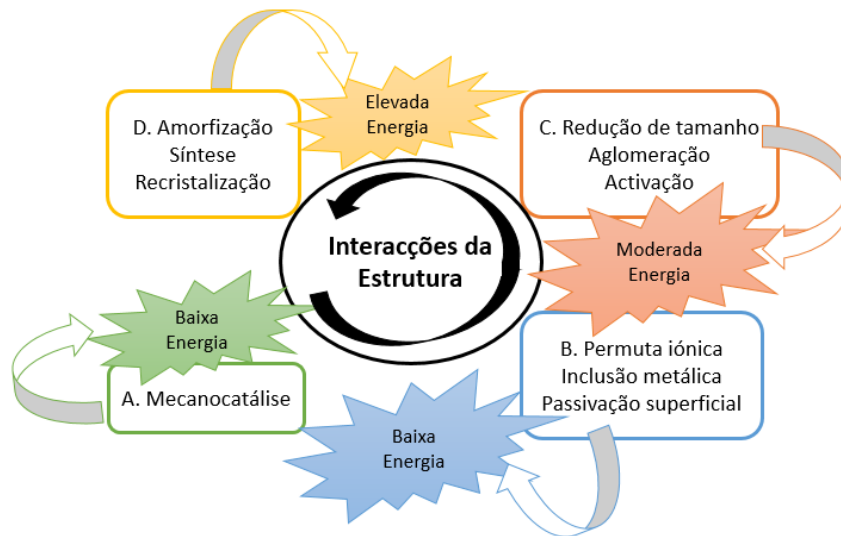 Elevada
Energia
D. Amorfização
Síntese
Recristalização
C. Redução de tamanho
Aglomeração
Activação
Interacções da
Estrutura
Moderada
Energia
Baixa
Energia
A. Mecanocatálise
B. Permuta iónica
Inclusão metálica
Passivação superficial
Baixa
Energia